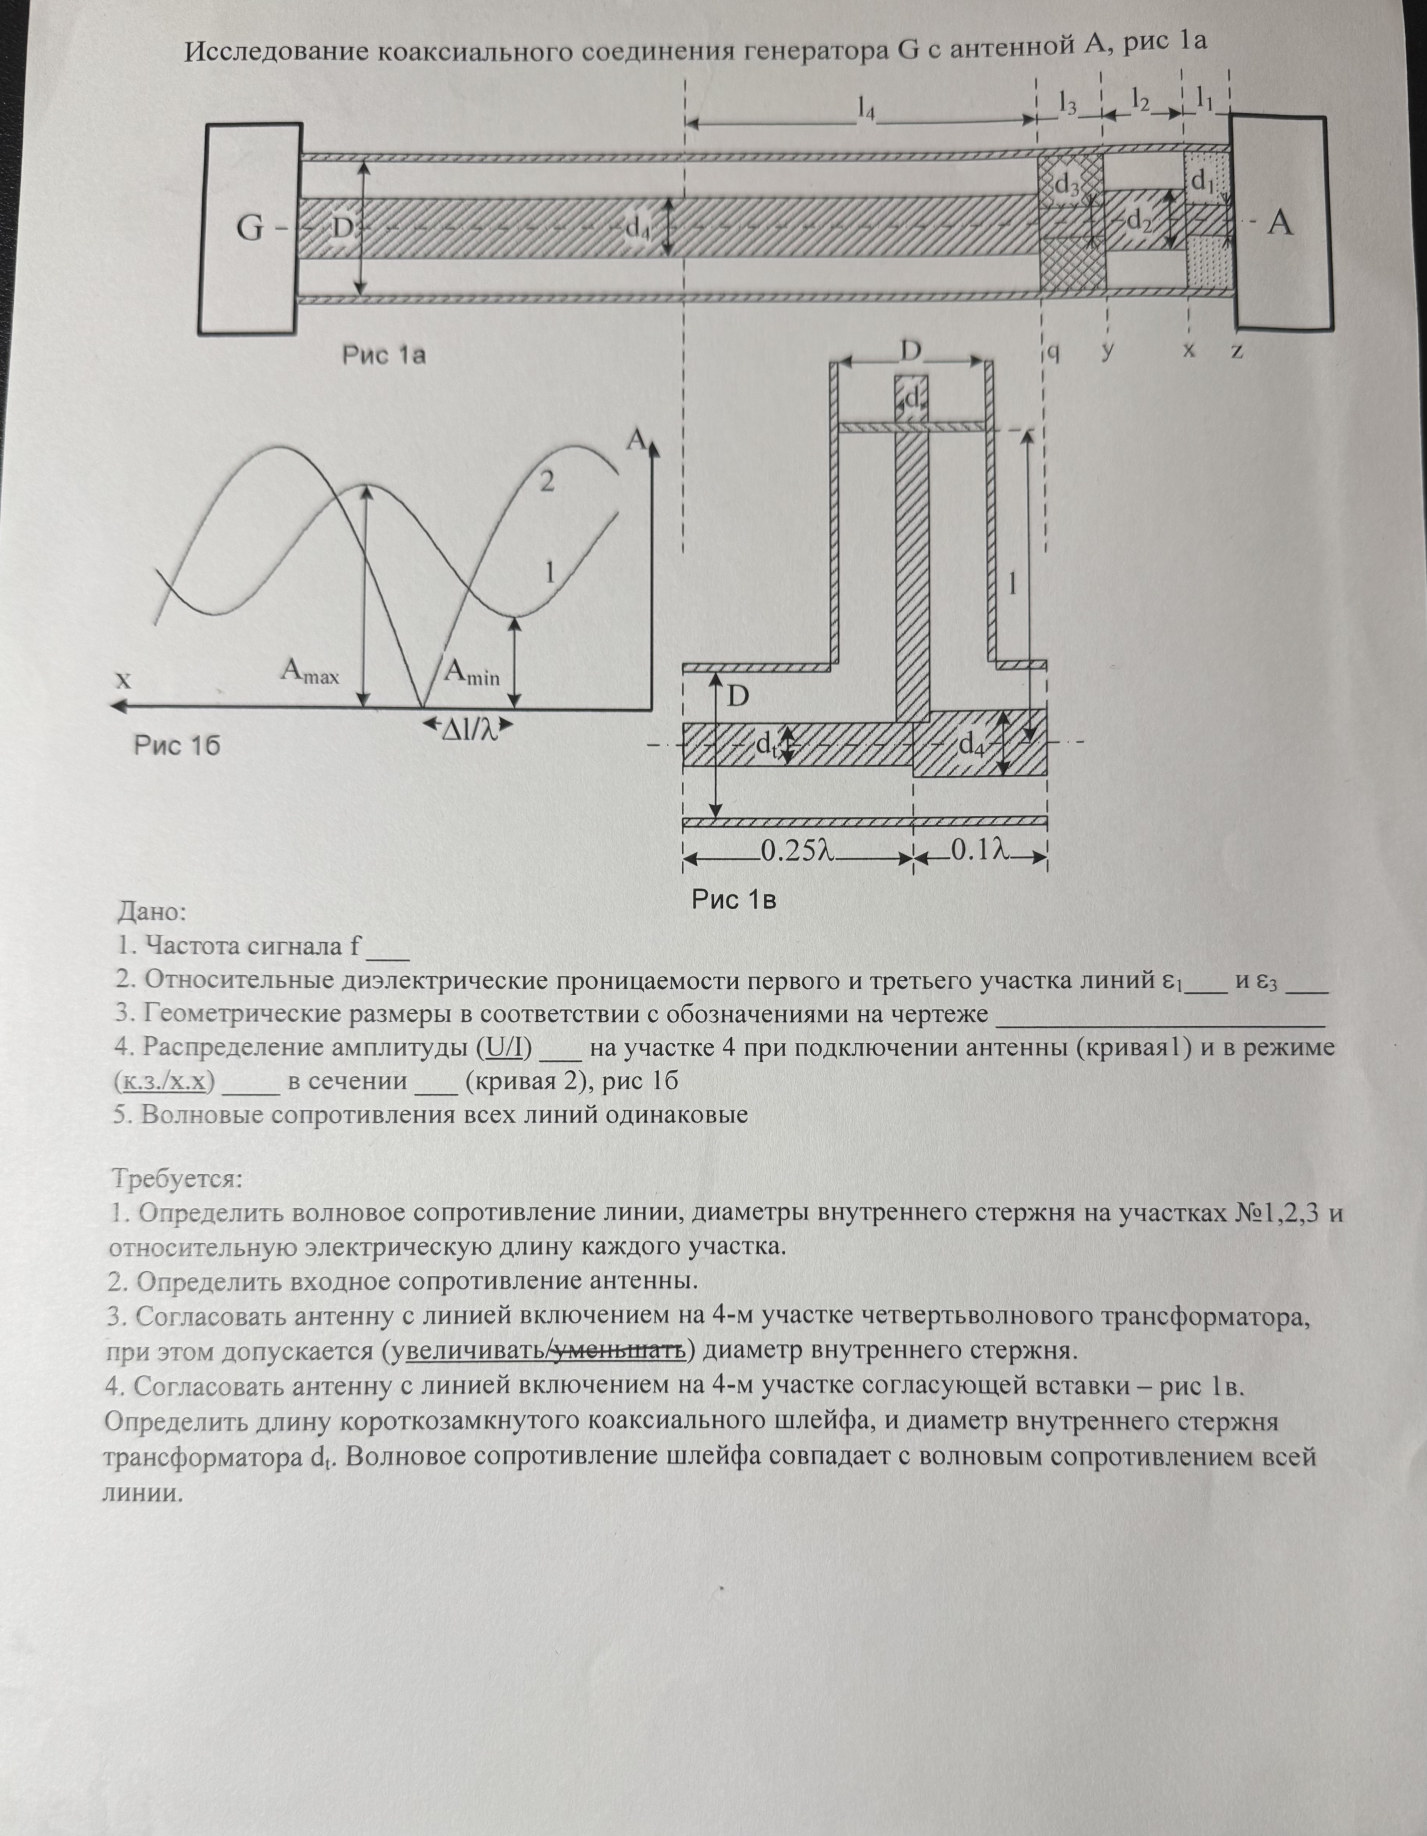 Исследование коаксиального соединения генератора G с антенной А, рис 1а
l4
l3
l2
l1
G
D
d4
d3
d2
d1
A
q
y
x
z
Рис 1а
A
2
1
Amax
Amin
x
Δl/λ
Рис 1б
D
d
l
D
dt
d4
0.25λ
0.1λ
Рис 1в
Дано:
1. Частота сигнала f ___
2. Относительные диэлектрические проницаемости первого и третьего участка линий ε1___ и ε3 ___
3. Геометрические размеры в соответствии с обозначениями на чертеже ______________________
4. Распределение амплитуды (U/I) ___ на участке 4 при подключении антенны (кривая1) и в режиме
(к.з./х.х) ____ в сечении ___ (кривая 2), рис 1б
5. Волновые сопротивления всех линий одинаковые
Требуется:
1. Определить волновое сопротивление линии, диаметры внутреннего стержня на участках №1,2,3 и
относительную электрическую длину каждого участка.
2. Определить входное сопротивление антенны.
3. Согласовать антенну с линией включением на 4-м участке четвертьволнового трансформатора,
при этом допускается (увеличивать/уменьшать) диаметр внутреннего стержня.
4. Согласовать антенну с линией включением на 4-м участке согласующей вставки – рис 1в.
Определить длину короткозамкнутого коаксиального шлейфа, и диаметр внутреннего стержня
трансформатора dt. Волновое сопротивление шлейфа совпадает с волновым сопротивлением всей
линии.